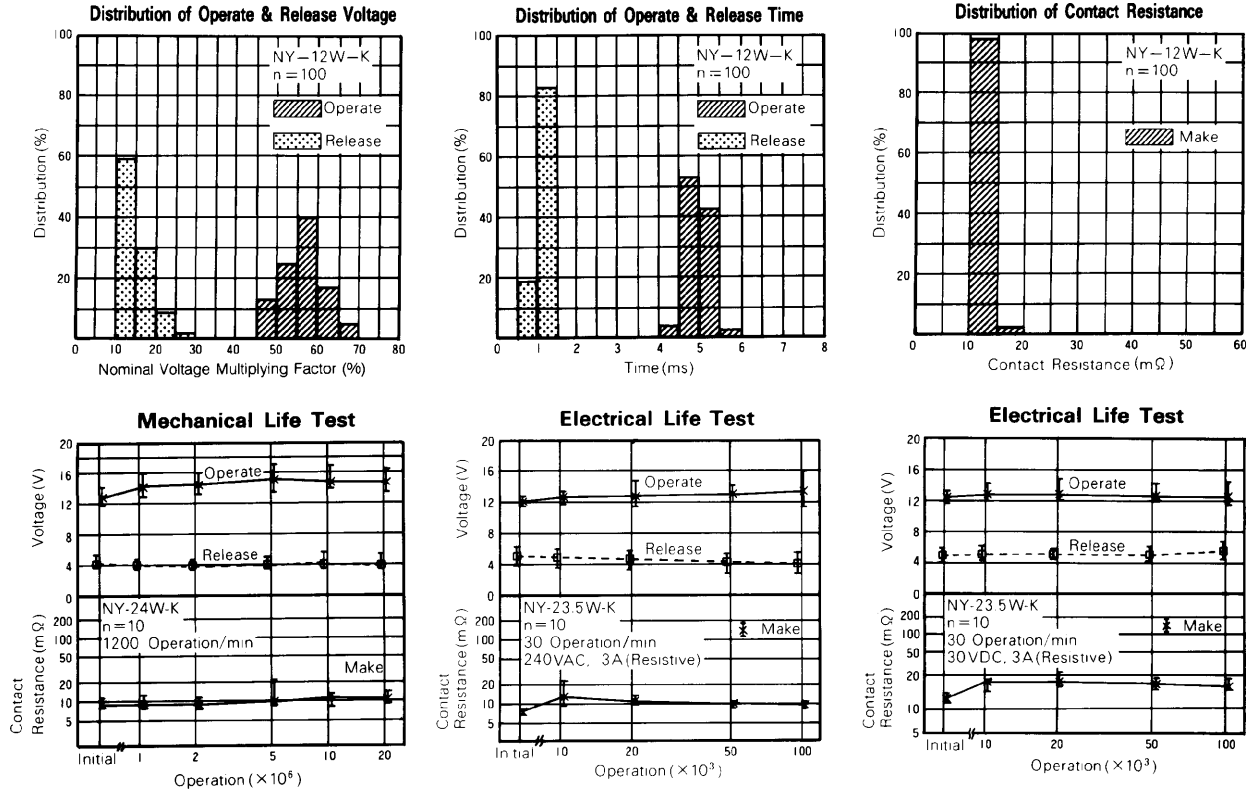 Distribution of Operate & Release Voltage
100
80
60
40
20
Distribution (%)
NY–12W–K
n=100
Operate
Release
0 10 20 30 40 50 60 70 80
Nominal Voltage Multiplying Factor (%)
Distribution of Operate & Release Time
100
80
60
40
20
Distribution (%)
NY–12W–K
n=100
Operate
Release
0 1 2 3 4 5 6 7 8
Time (ms)
Distribution of Contact Resistance
100
80
60
40
20
Distribution (%)
NY–12W–K
n=100
Make
0 10 20 30 40 50 60
Contact Resistance (mΩ)
Mechanical Life Test
20
16
12
8
4
0
Voltage (V)
Operate
Release
NY-24W-K
n=10
1200 Operation/min
Make
200
100
50
20
10
5
Contact
Resistance (mΩ)
Initial 1 2 5 10 20
Operation (×10⁶)
Electrical Life Test
20
16
12
8
4
0
Voltage (V)
Operate
Release
NY-23.5W-K
n=10
30 Operation/min
240VAC, 3A (Resistive)
Make
200
100
50
20
10
5
Contact
Resistance (mΩ)
Initial 10 20 50 100
Operation (×10³)
Electrical Life Test
20
16
12
8
4
0
Voltage (V)
Operate
Release
NY-23.5W-K
n=10
30 Operation/min
30VDC, 3A (Resistive)
Make
200
100
50
20
10
5
Contact
Resistance (mΩ)
Initial 10 20 50 100
Operation (×10³)